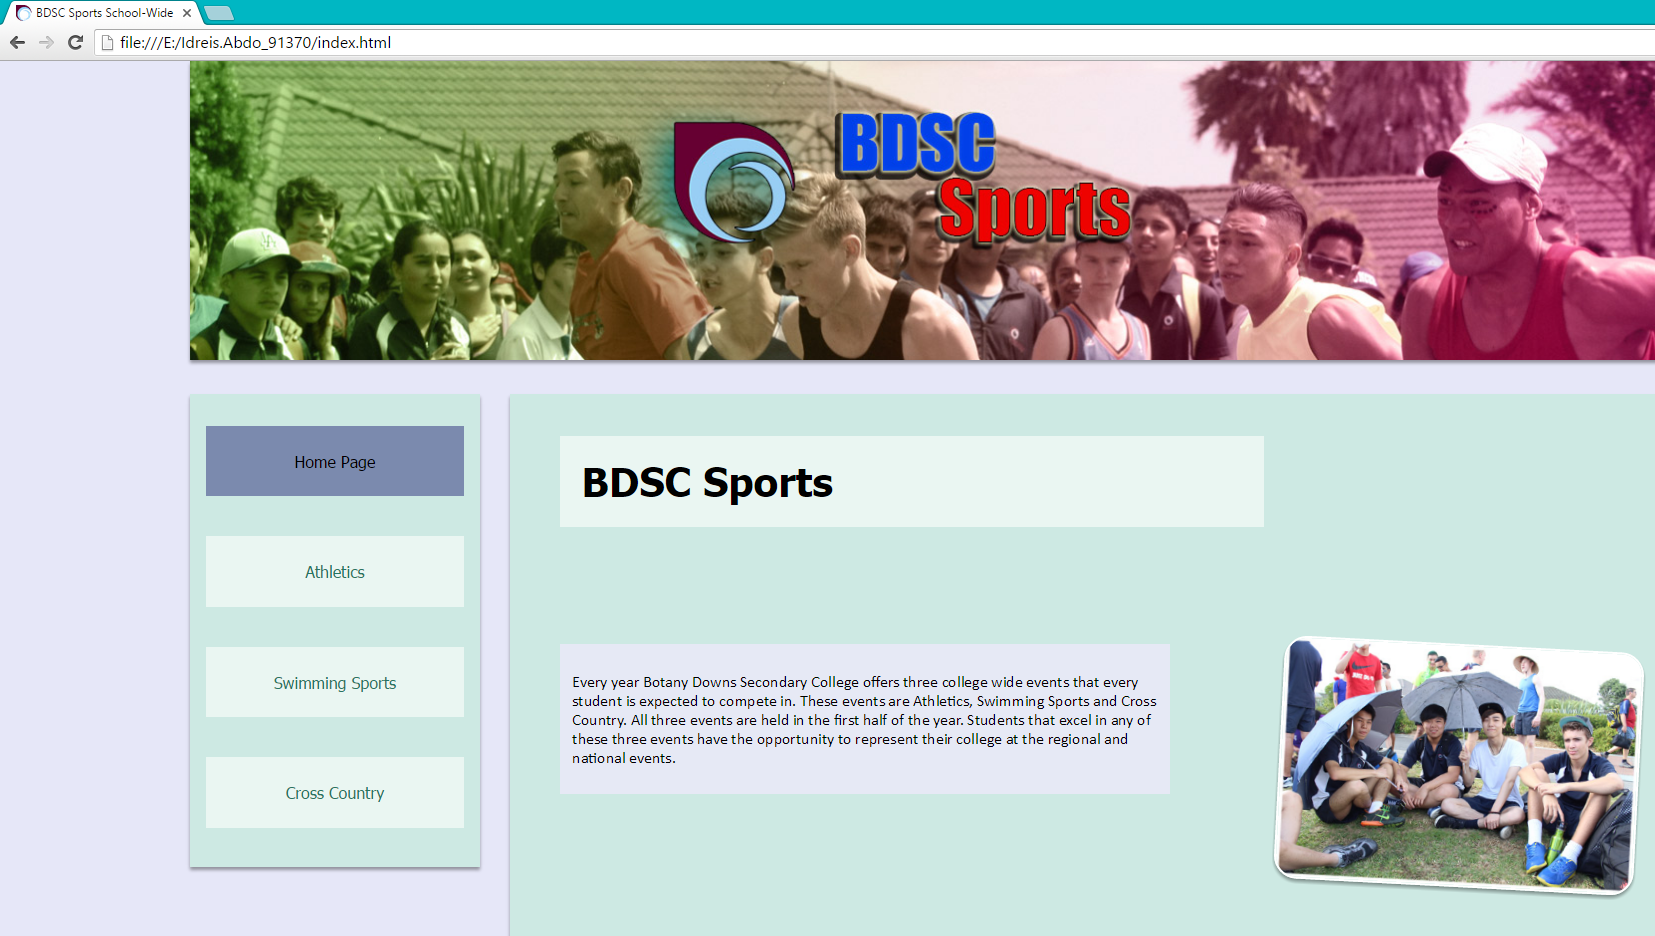 BDSC Sports School-Wide
file:///E:/Idreis.Abdo_91370/index.html
BDSC
Sports
Home Page
Athletics
Swimming Sports
Cross Country
BDSC Sports
Every year Botany Downs Secondary College offers three college wide events that every
student is expected to compete in. These events are Athletics, Swimming Sports and Cross
Country. All three events are held in the first half of the year. Students that excel in any of
these three events have the opportunity to represent their college at the regional and
national events.